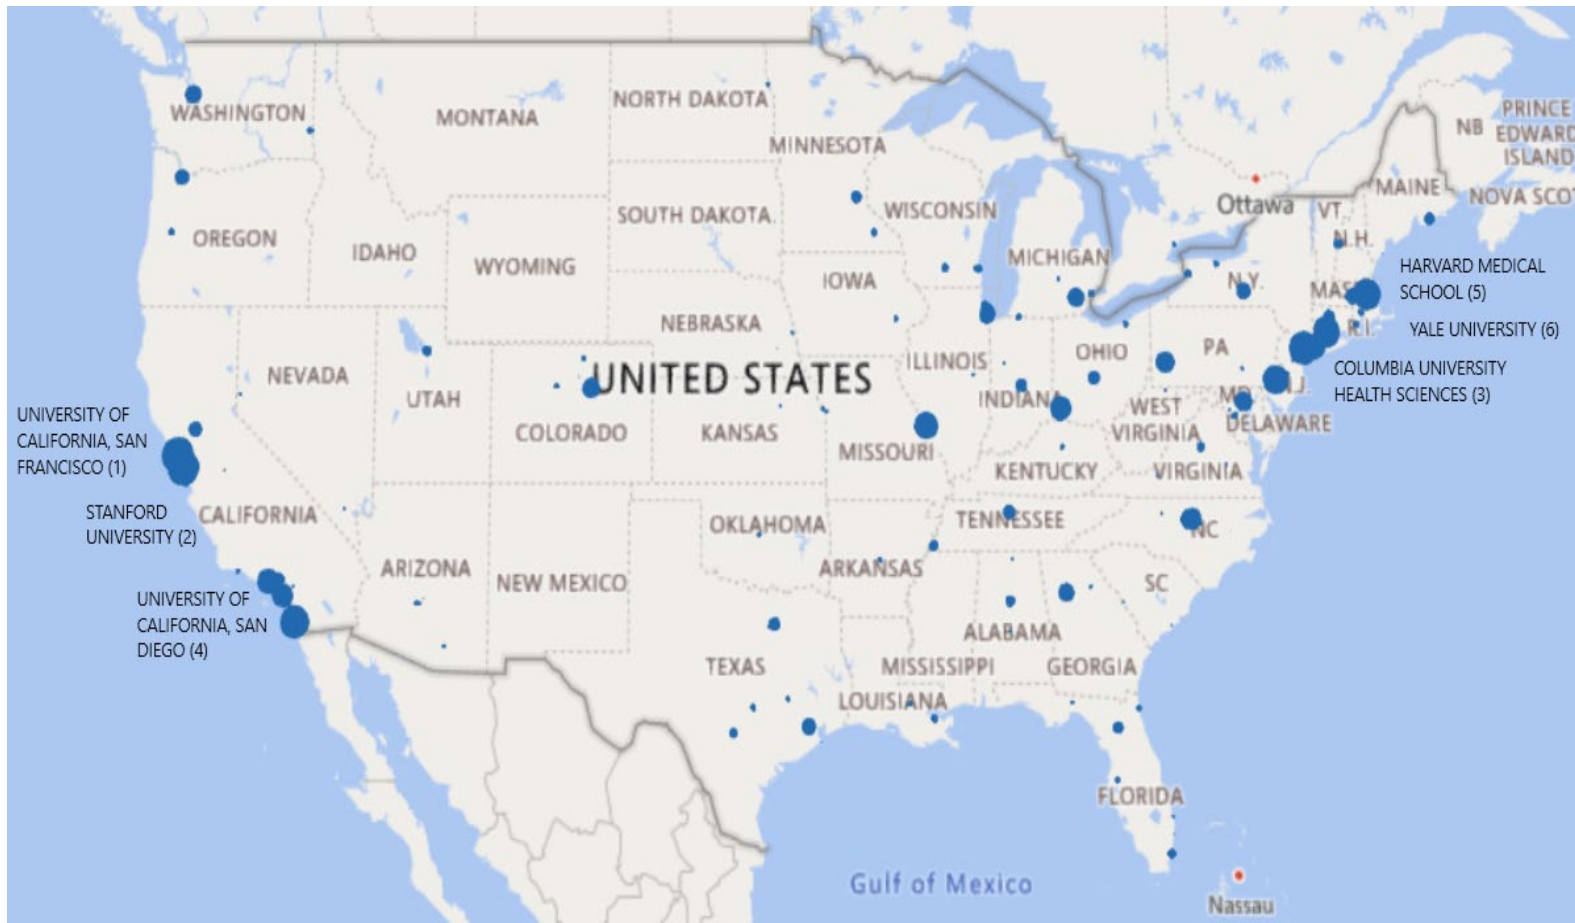 WASHINGTON
MONTANA
NORTH DAKOTA
MINNESOTA
NB
PRINCE
EDWARD
ISLAND
NOVA SCOT
MAINE
Ottawa
VT
N.H.
OREGON
IDAHO
SOUTH DAKOTA
WISCONSIN
WYOMING
MICHIGAN
IOWA
N.Y.
MASS
R.I.
HARVARD MEDICAL
SCHOOL (5)
YALE UNIVERSITY (6)
COLUMBIA UNIVERSITY
HEALTH SCIENCES (3)
NEBRASKA
ILLINOIS
OHIO
PA
N.J.
NEVADA
UTAH
UNITED STATES
INDIANA
WEST
VIRGINIA
MD
DELAWARE
UNIVERSITY OF
CALIFORNIA, SAN
FRANCISCO (1)
COLORADO
KANSAS
MISSOURI
KENTUCKY
VIRGINIA
STANFORD
UNIVERSITY (2)
CALIFORNIA
OKLAHOMA
TENNESSEE
NC
ARIZONA
NEW MEXICO
ARKANSAS
SC
UNIVERSITY OF
CALIFORNIA, SAN
DIEGO (4)
ALABAMA
TEXAS
MISSISSIPPI
GEORGIA
LOUISIANA
FLORIDA
Gulf of Mexico
Nassau